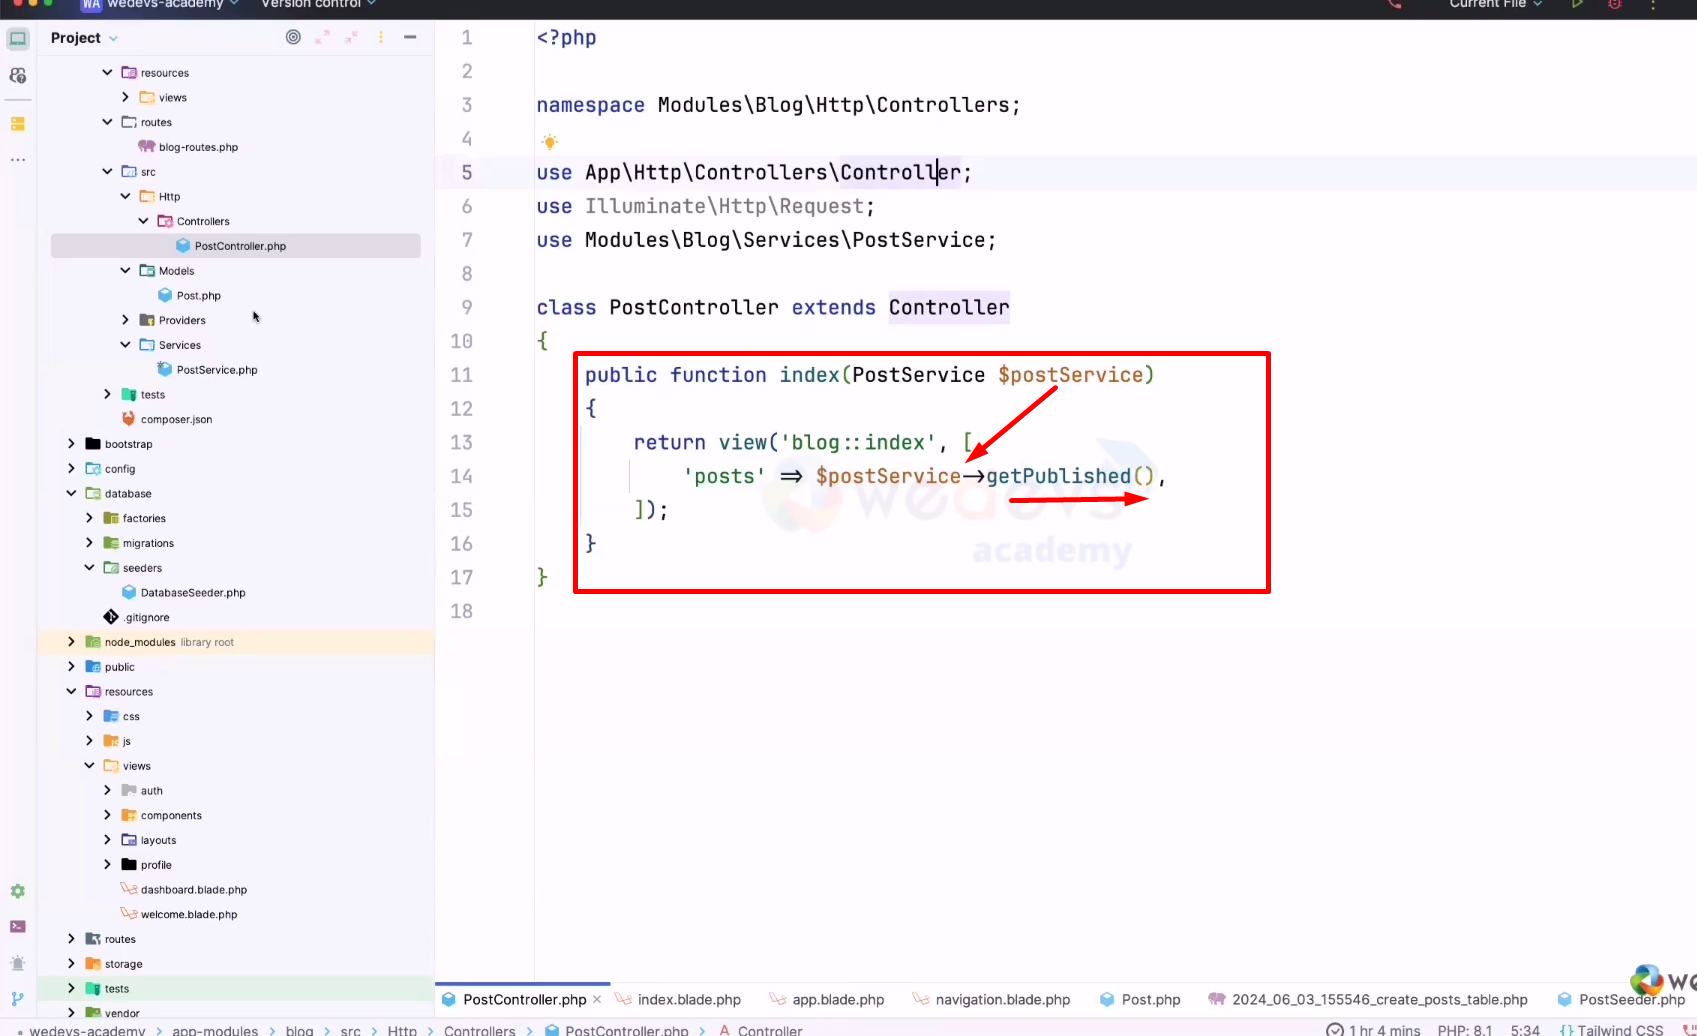 WA wedevs-academy Version control Current File
Project
resources
views
routes
blog-routes.php
src
Http
Controllers
PostController.php
Models
Post.php
Providers
Services
PostService.php
tests
composer.json
bootstrap
config
database
factories
migrations
seeders
DatabaseSeeder.php
.gitignore
node_modules library root
public
resources
css
js
views
auth
components
layouts
profile
dashboard.blade.php
welcome.blade.php
routes
storage
tests
vendor
1 <?php
2
3 namespace Modules\Blog\Http\Controllers;
4
5 use App\Http\Controllers\Controller;
6 use Illuminate\Http\Request;
7 use Modules\Blog\Services\PostService;
8
9 class PostController extends Controller
10 {
11 public function index(PostService $postService)
12 {
13 return view('blog::index', [
14 'posts' => $postService->getPublished(),
15 ]);
16 }
17 }
18
wedevs
academy
we
PostController.php index.blade.php app.blade.php navigation.blade.php Post.php 2024_06_03_155546_create_posts_table.php PostSeeder.php
wedevs-academy > app-modules > blog > src > Http > Controllers > PostController.php > Controller 1 hr 4 mins PHP: 8.1 5:34 {} Tailwind CSS